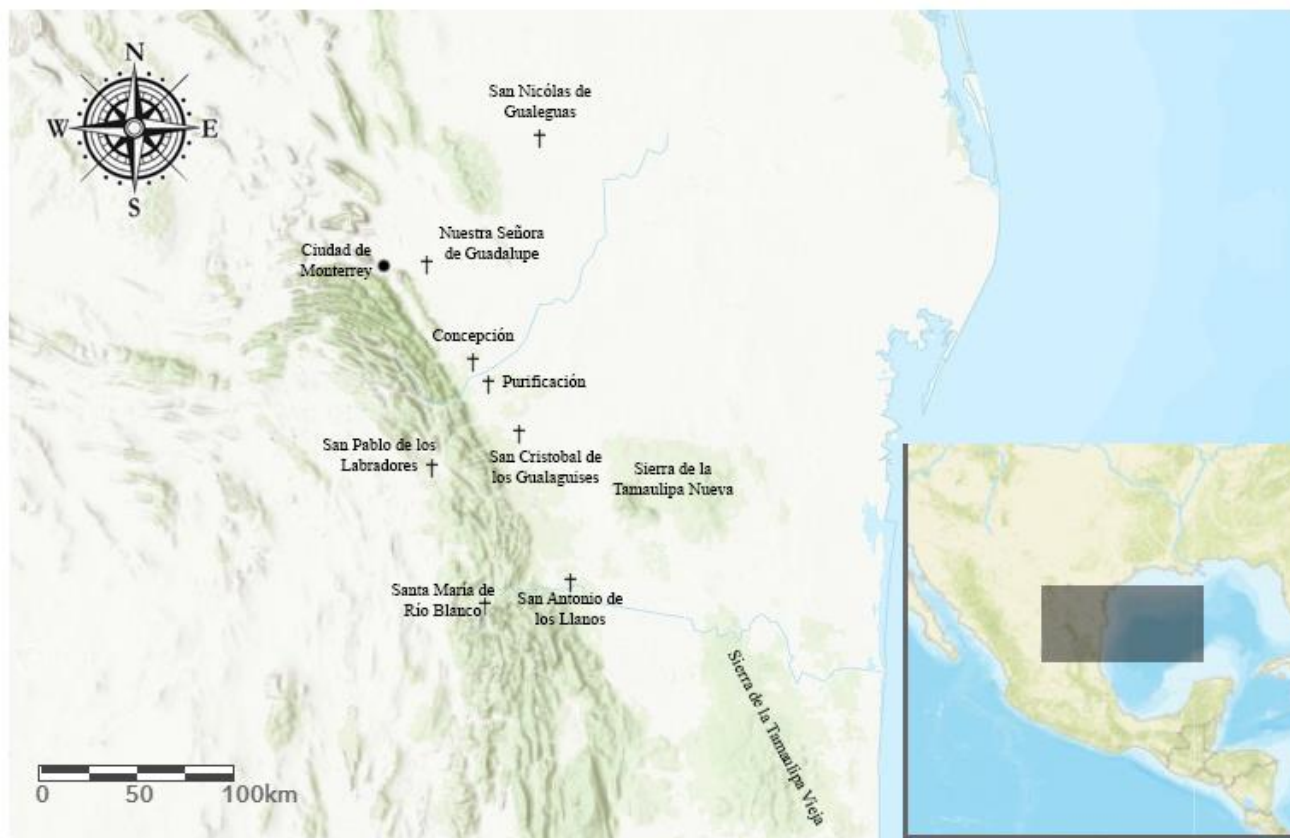 N
W
E
S
San Nicólas de
Gualeguas
Nuestra Señora
de Guadalupe
Ciudad de
Monterrey
Concepción
Purificación
San Pablo de los
Labradores
San Cristobal de
los Gualaguises
Sierra de la
Tamaulipa Nueva
Santa María de
Río Blanco
San Antonio de
los Llanos
Sierra de la Tamaulipa Vieja
0 50 100km